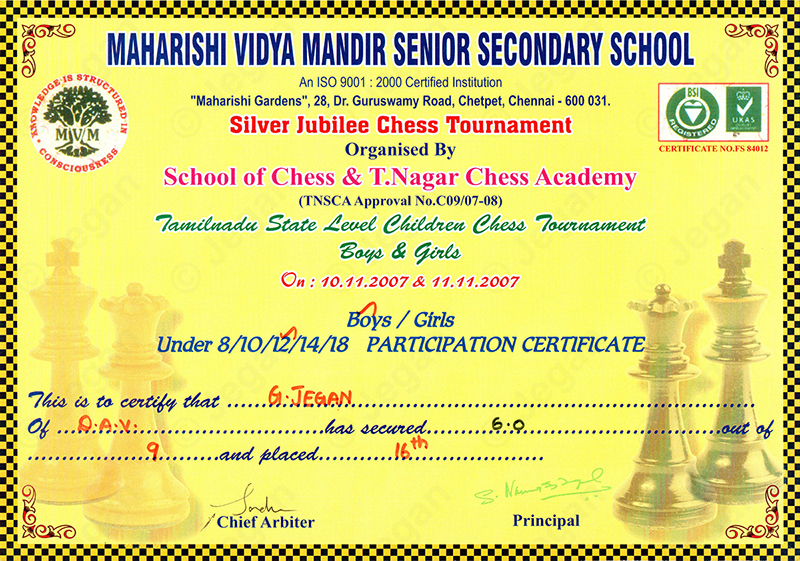 MAHARISHI VIDYA MANDIR SENIOR SECONDARY SCHOOL
An ISO 9001 : 2000 Certified Institution
"Maharishi Gardens", 28, Dr. Guruswamy Road, Chetpet, Chennai - 600 031.
KNOWLEDGE IS STRUCTURED IN CONSCIOUSNESS
MVVM
BSI
REGISTERED
UKAS
CERTIFICATE NO.FS 84012
Silver Jubilee Chess Tournament
Organised By
School of Chess & T.Nagar Chess Academy
(TNSCA Approval No.C09/07-08)
Tamilnadu State Level Children Chess Tournament
Boys & Girls
On : 10.11.2007 & 11.11.2007
Boys / Girls
Under 8/10/12/14/18 PARTICIPATION CERTIFICATE
This is to certify that G. JEGAN
Of D.A.V. has secured 6.0 out of
9 and placed 16th
Chief Arbiter Principal
© Jegan